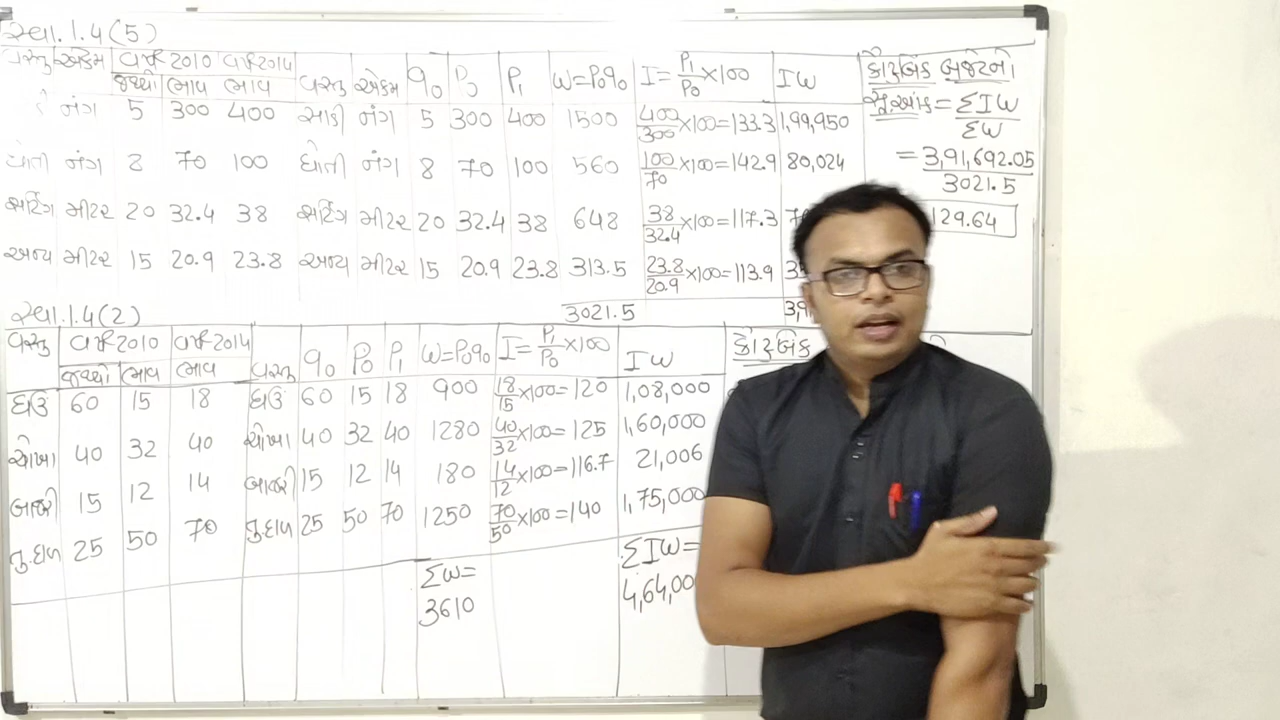 સ્વા.1.4(5)
વસ્તુ એકમ વર્ષ 2010 વર્ષ 2014 વસ્તુ એકમ q0 P0 P1 W=P0q0 I=P1/P0×100 IW
જથ્થો ભાવ ભાવ
નંગ 5 300 400 સાડી નંગ 5 300 400 1500 400/300×100=133.3 1,99,950
ધોતી નંગ 8 70 100 ધોતી નંગ 8 70 100 560 100/70×100=142.9 80,024
શર્ટિંગ મીટર 20 32.4 38 શર્ટિંગ મીટર 20 32.4 38 648 38/32.4×100=117.3
અન્ય મીટર 15 20.9 23.8 અન્ય મીટર 15 20.9 23.8 313.5 23.8/20.9×100=113.9
3021.5
કૌટુંબિક બજેટનો
સૂચઆંક=ΣIW/ΣW
=3,91,692.05/3021.5
129.64
સ્વા.1.4(2)
વસ્તુ વર્ષ 2010 વર્ષ 2014 વસ્તુ q0 P0 P1 W=P0q0 I=P1/P0×100 IW
જથ્થો ભાવ ભાવ
ઘઉં 60 15 18 ઘઉં 60 15 18 900 18/15×100=120 1,08,000
ચોખા 40 32 40 ચોખા 40 32 40 1280 40/32×100=125 1,60,000
બાજરી 15 12 14 બાજરી 15 12 14 180 14/12×100=116.7 21,006
તુ.દાળ 25 50 70 તુ.દાળ 25 50 70 1250 70/50×100=140 1,75,000
ΣW=
3610
ΣIW=
4,64,00
કૌટુંબિક